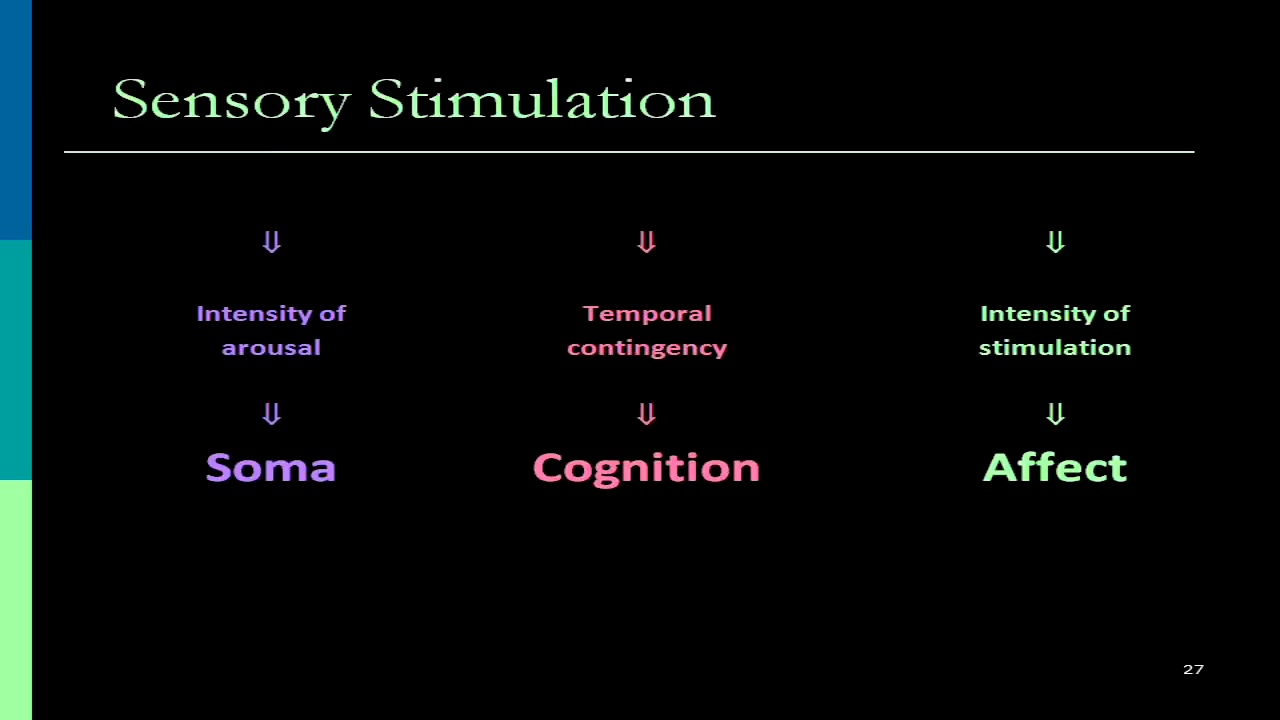 Sensory Stimulation
⇓ ⇓ ⇓
Intensity of
arousal
Temporal
contingency
Intensity of
stimulation
⇓ ⇓ ⇓
Soma
Cognition
Affect
27